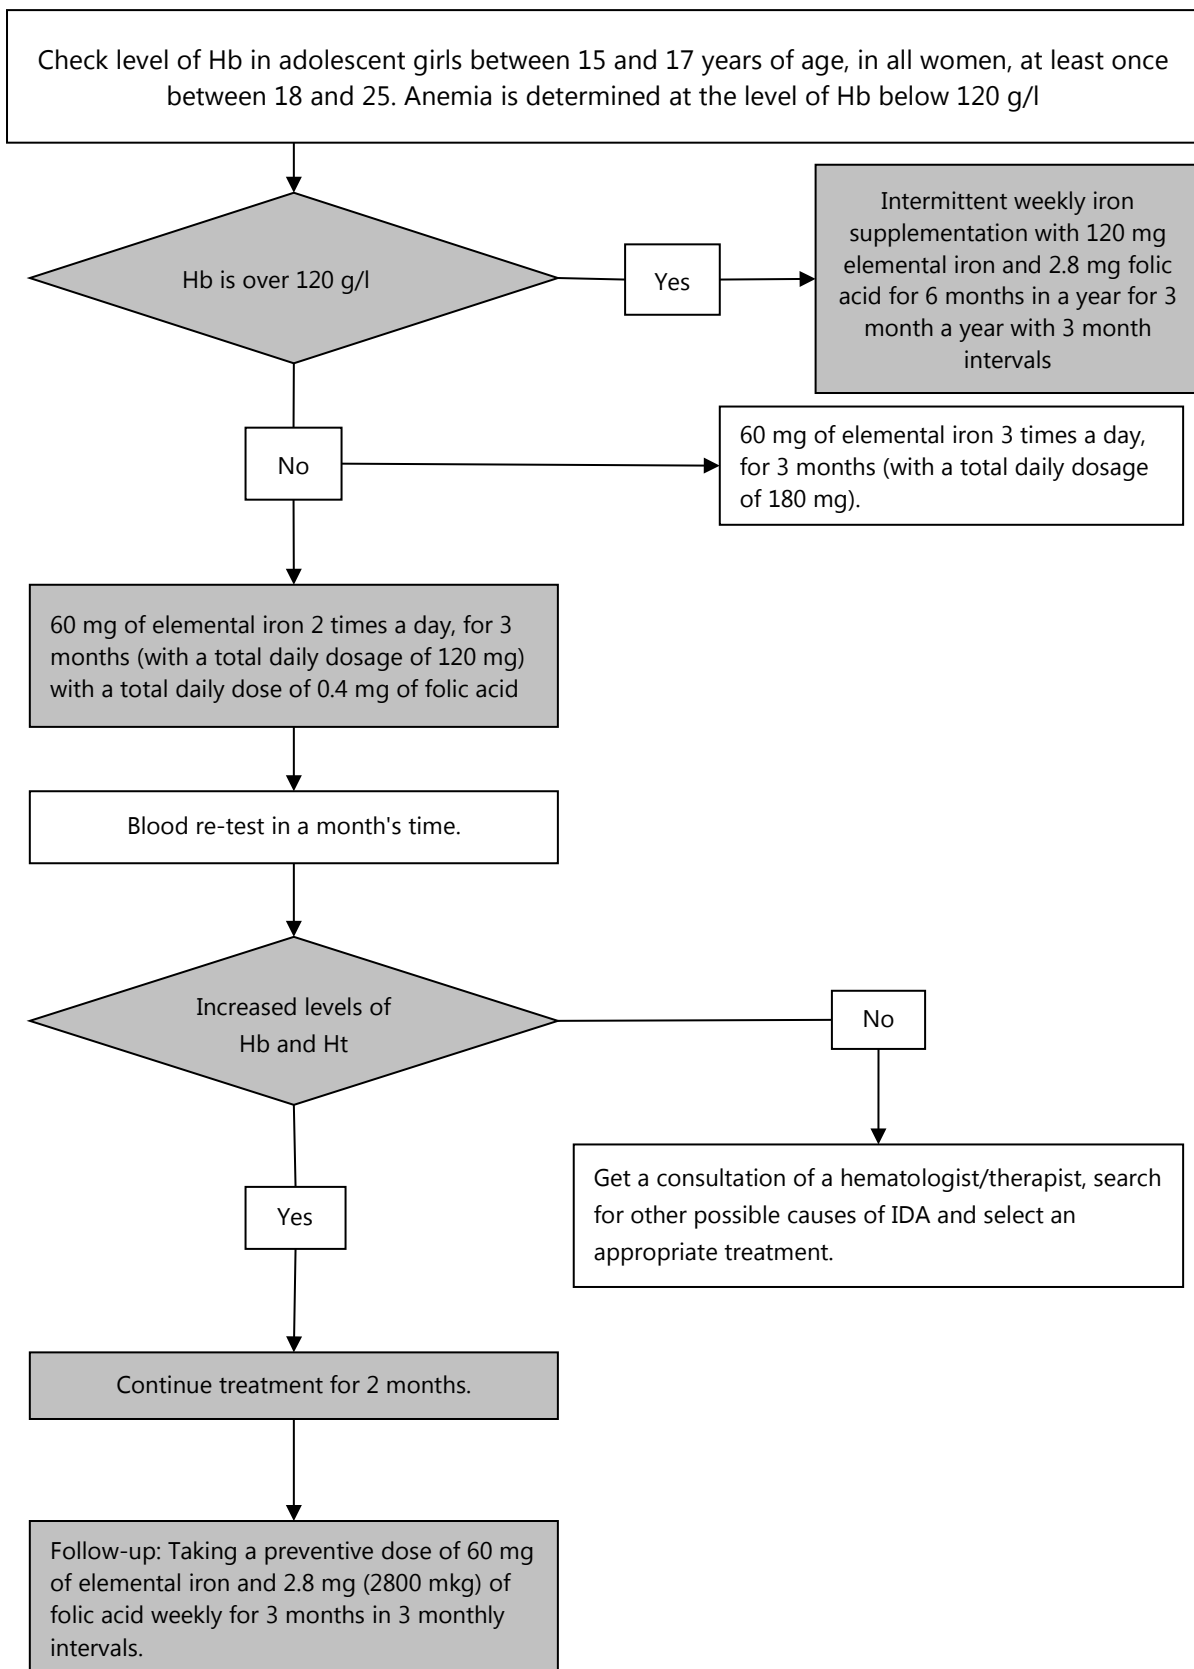 Check level of Hb in adolescent girls between 15 and 17 years of age, in all women, at least once
between 18 and 25. Anemia is determined at the level of Hb below 120 g/l
Hb is over 120 g/l
Yes
Intermittent weekly iron
supplementation with 120 mg
elemental iron and 2.8 mg folic
acid for 6 months in a year for 3
month a year with 3 month
intervals
No
60 mg of elemental iron 3 times a day,
for 3 months (with a total daily dosage
of 180 mg).
60 mg of elemental iron 2 times a day, for 3
months (with a total daily dosage of 120 mg)
with a total daily dose of 0.4 mg of folic acid
Blood re-test in a month's time.
Increased levels of
Hb and Ht
No
Get a consultation of a hematologist/therapist, search
for other possible causes of IDA and select an
appropriate treatment.
Yes
Continue treatment for 2 months.
Follow-up: Taking a preventive dose of 60 mg
of elemental iron and 2.8 mg (2800 mkg) of
folic acid weekly for 3 months in 3 monthly
intervals.